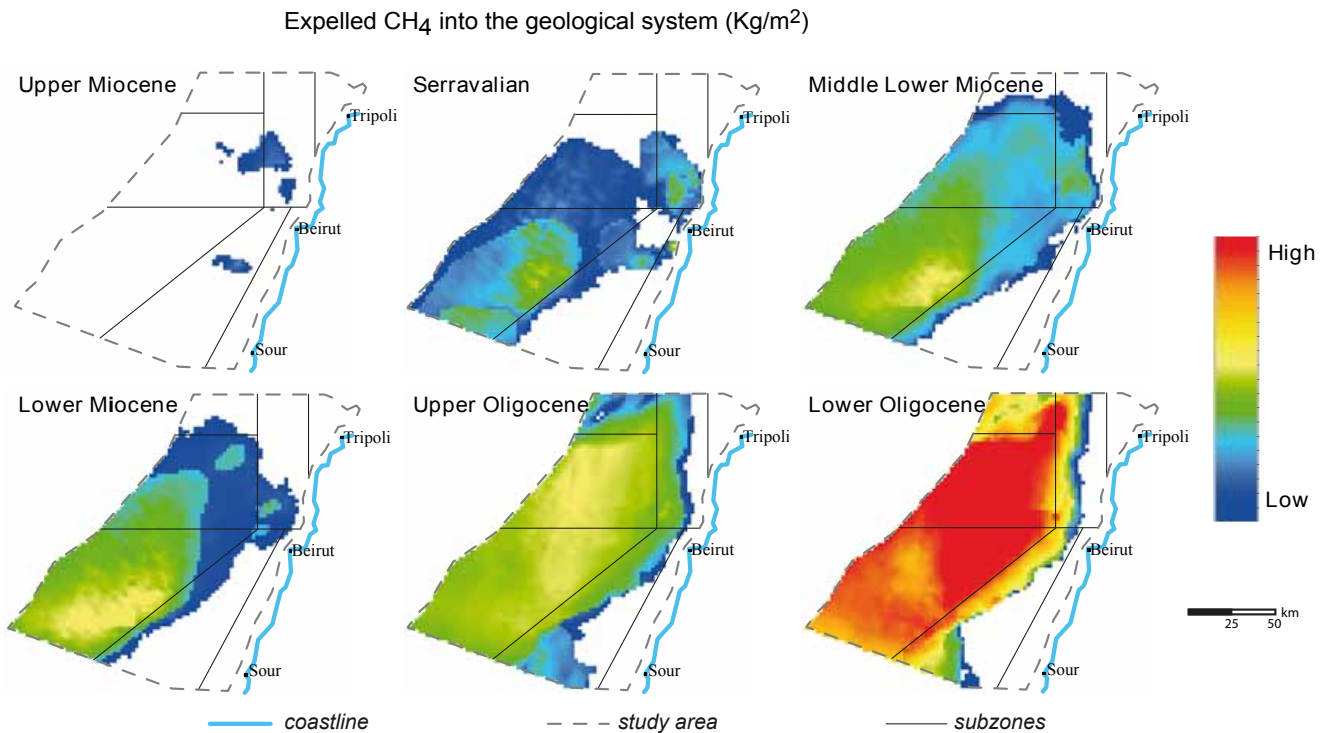 Expelled CH4 into the geological system (Kg/m2)
Upper Miocene
Tripoli
Beirut
Sour
Serravalian
Tripoli
Beirut
Sour
Middle Lower Miocene
Tripoli
Beirut
Sour
High
Low
Lower Miocene
Tripoli
Beirut
Sour
Upper Oligocene
Tripoli
Beirut
Sour
Lower Oligocene
Tripoli
Beirut
Sour
km
25 50
coastline study area subzones